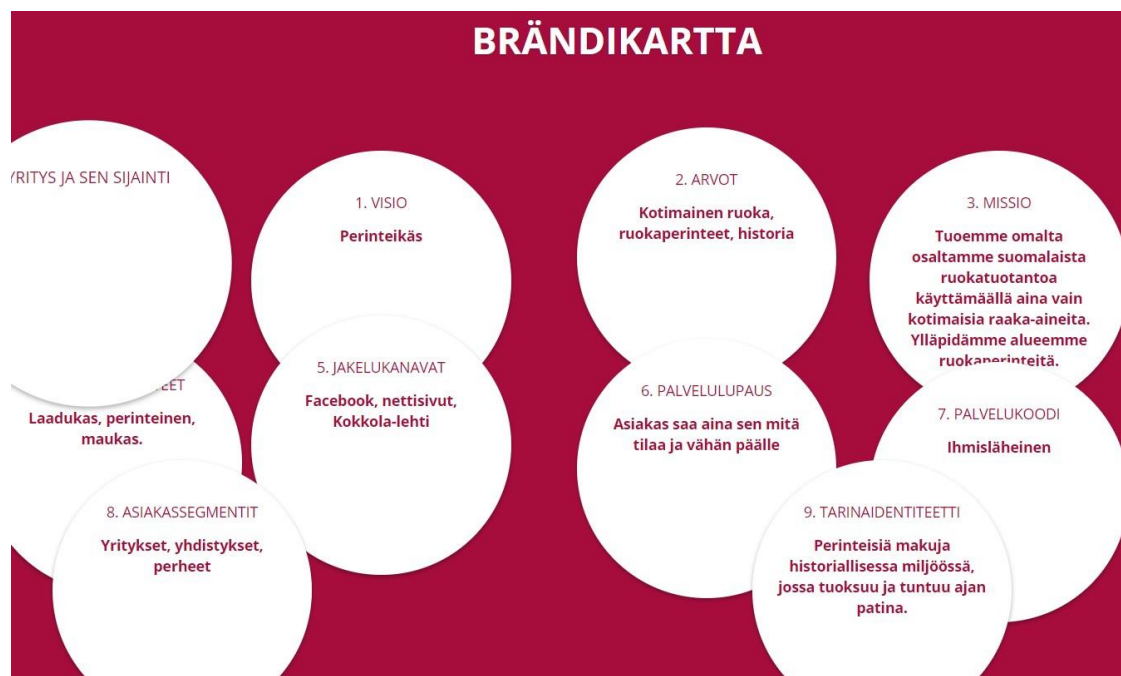 BRÄNDIKARTTA
YRITYS JA SEN SIJAINTI
1. VISIO
Perinteikäs
2. ARVOT
Kotimainen ruoka,
ruokaperinteet, historia
3. MISSIO
Tuoemme omalta
osaltamme suomalaista
ruokatuotantoa
käyttämäällä aina vain
kotimaisia raaka-aineita.
Ylläpidämme alueemme
ruokaperinteitä.
EET
Laadukas, perinteinen,
maukas.
5. JAKELUKANAVAT
Facebook, nettisivut,
Kokkola-lehti
6. PALVELULUPAUS
Asiakas saa aina sen mitä
tilaa ja vähän päälle
7. PALVELUKOODI
Ihmisläheinen
8. ASIAKASSEGMENTIT
Yritykset, yhdistykset,
perheet
9. TARINAIDENTITEETTI
Perinteisiä makuja
historiallisessa miljöössä,
jossa tuoksuu ja tuntuu ajan
patina.